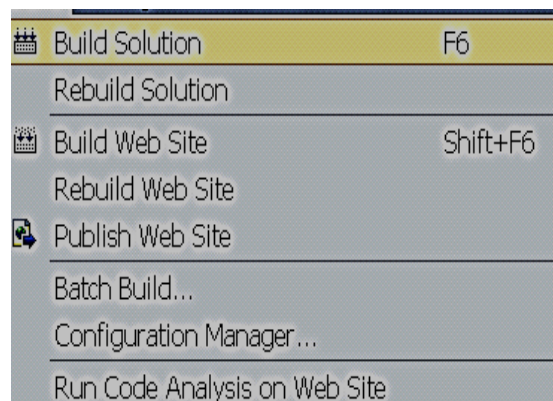 Build Solution F6
Rebuild Solution
Build Web Site Shift+F6
Rebuild Web Site
Publish Web Site
Batch Build...
Configuration Manager...
Run Code Analysis on Web Site